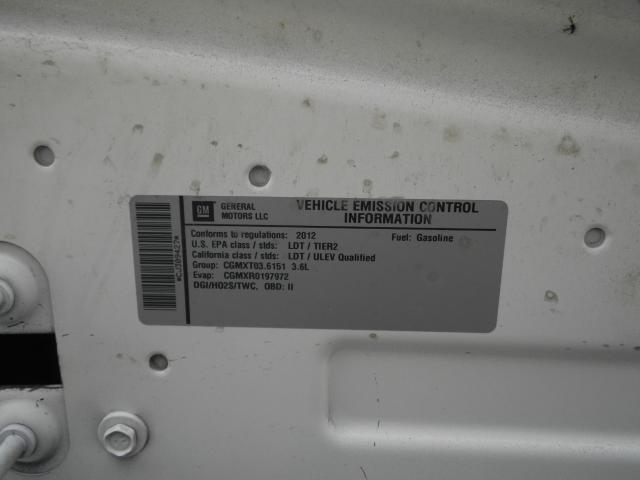 GM
GENERAL
MOTORS LLC
VEHICLE EMISSION CONTROL
INFORMATION
Conforms to regulations: 2012 Fuel: Gasoline
U.S. EPA class / stds: LDT / TIER2
California class / stds: LDT / ULEV Qualified
Group: CGMXT03.6151 3.6L
Evap: CGMXR0197972
DGI/HO2S/TWC, OBD: II